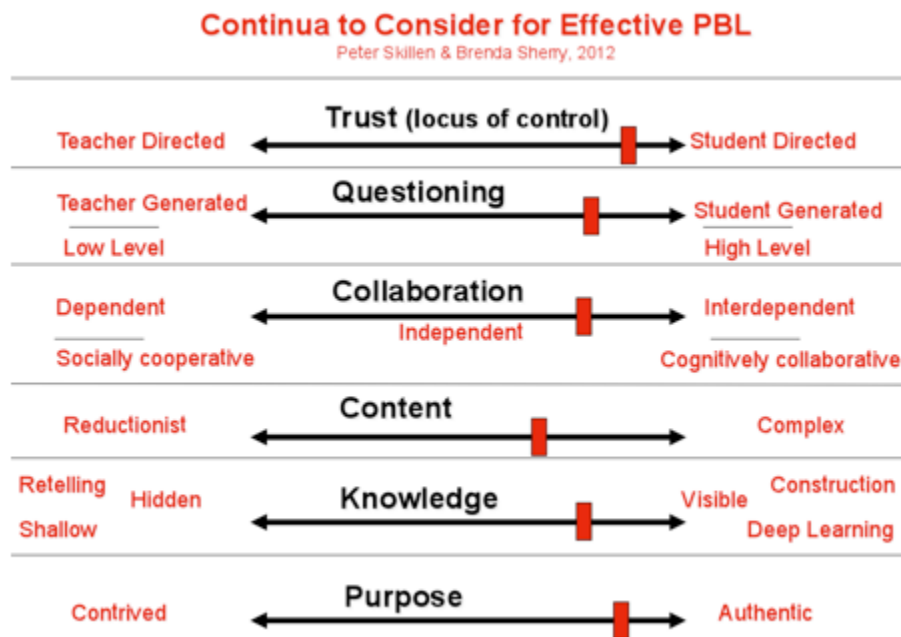 Continua to Consider for Effective PBL
Peter Skillen & Brenda Sherry, 2012
Trust (locus of control)
Teacher Directed
Student Directed
Questioning
Teacher Generated
Student Generated
Low Level
High Level
Collaboration
Dependent
Interdependent
Independent
Socially cooperative
Cognitively collaborative
Content
Reductionist
Complex
Retelling
Hidden
Shallow
Knowledge
Visible
Construction
Deep Learning
Purpose
Contrived
Authentic